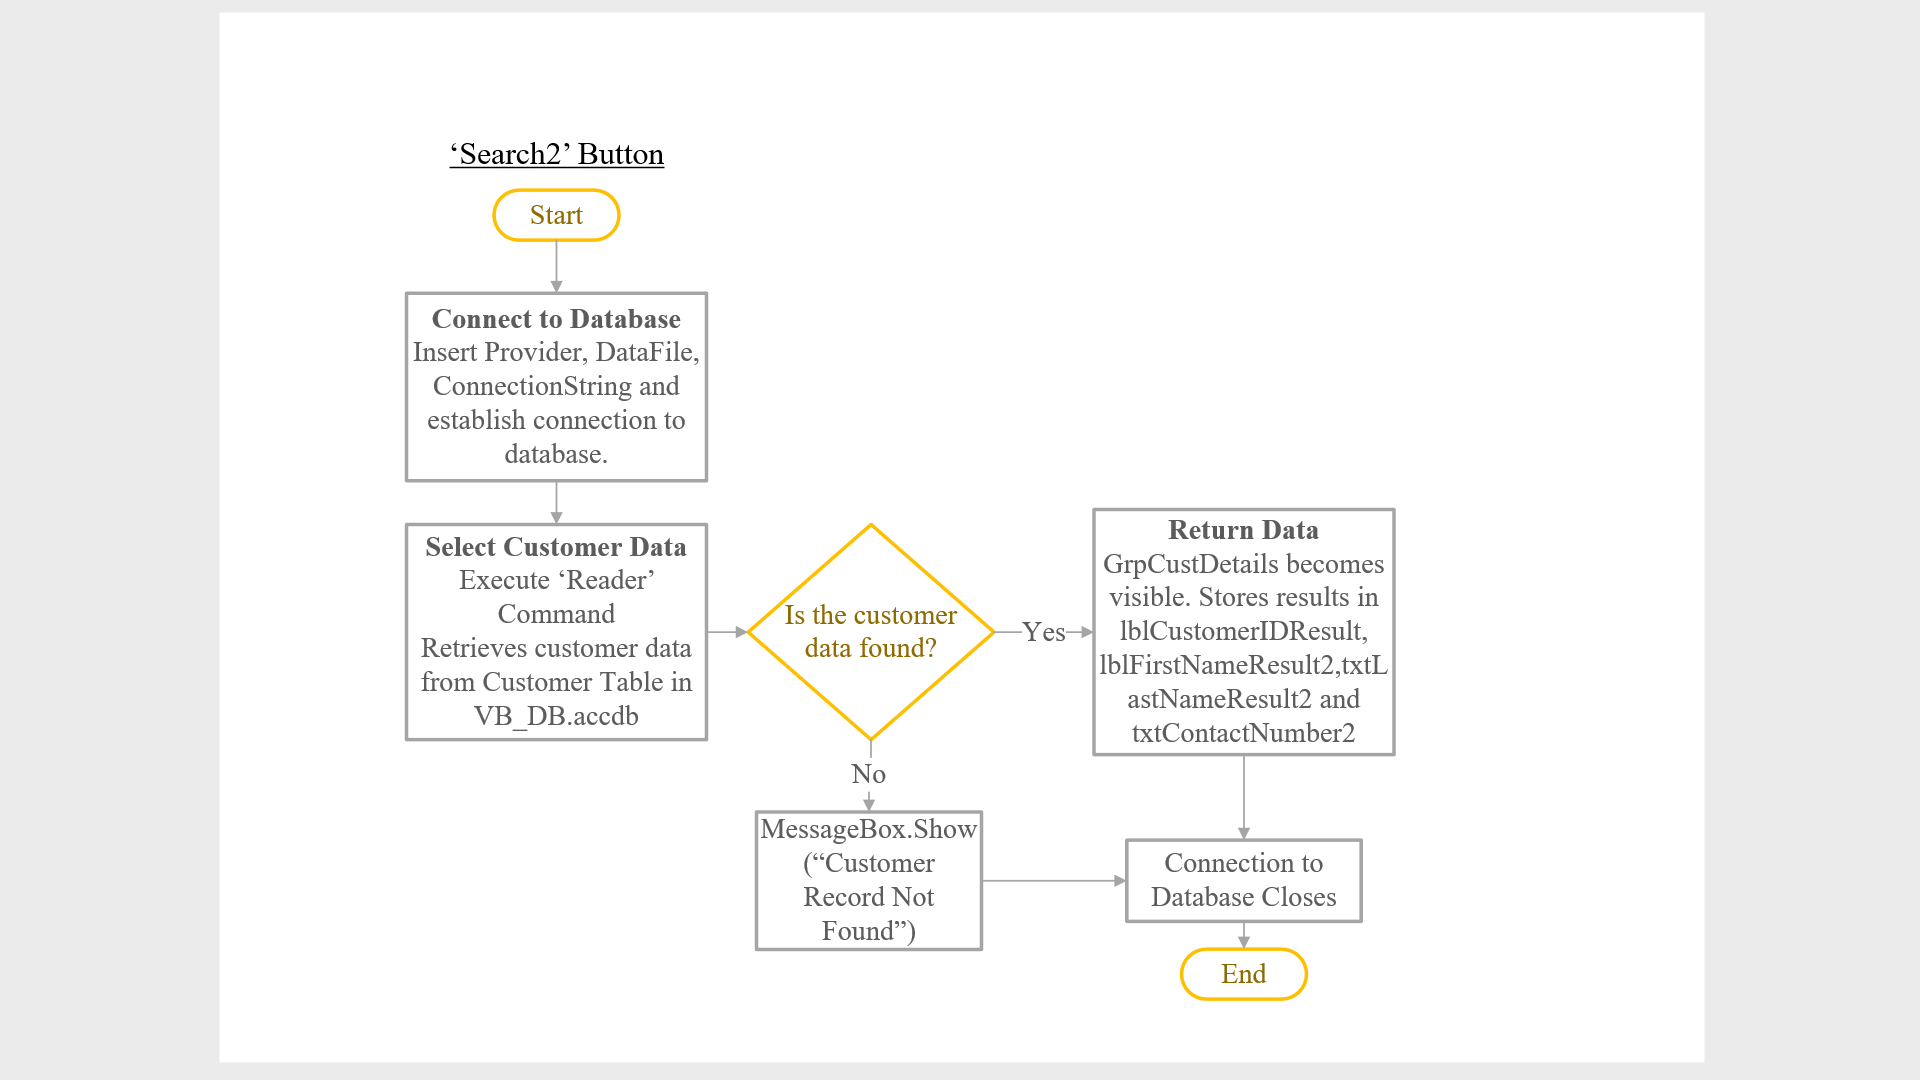 ‘Search2’ Button
Start
Connect to Database
Insert Provider, DataFile,
ConnectionString and
establish connection to
database.
Select Customer Data
Execute ‘Reader’
Command
Retrieves customer data
from Customer Table in
VB_DB.accdb
Is the customer
data found?
Yes
Return Data
GrpCustDetails becomes
visible. Stores results in
lblCustomerIDResult,
lblFirstNameResult2,txtL
astNameResult2 and
txtContactNumber2
No
MessageBox.Show
(“Customer
Record Not
Found”)
Connection to
Database Closes
End